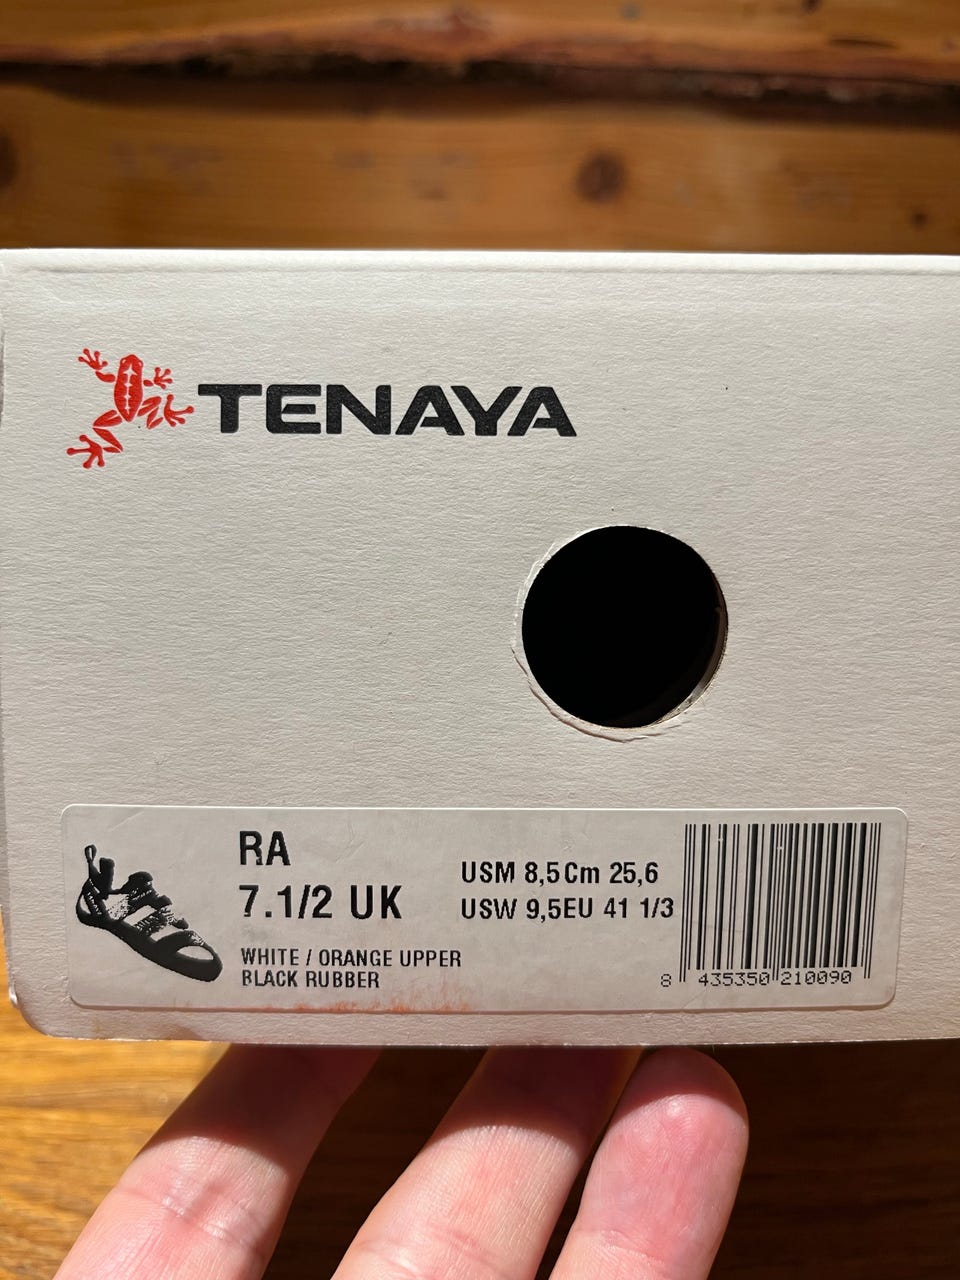 TENAYA
RA
7.1/2 UK
WHITE / ORANGE UPPER
BLACK RUBBER
USM 8,5 Cm 25,6
USW 9,5 EU 41 1/3
8 435350 210090